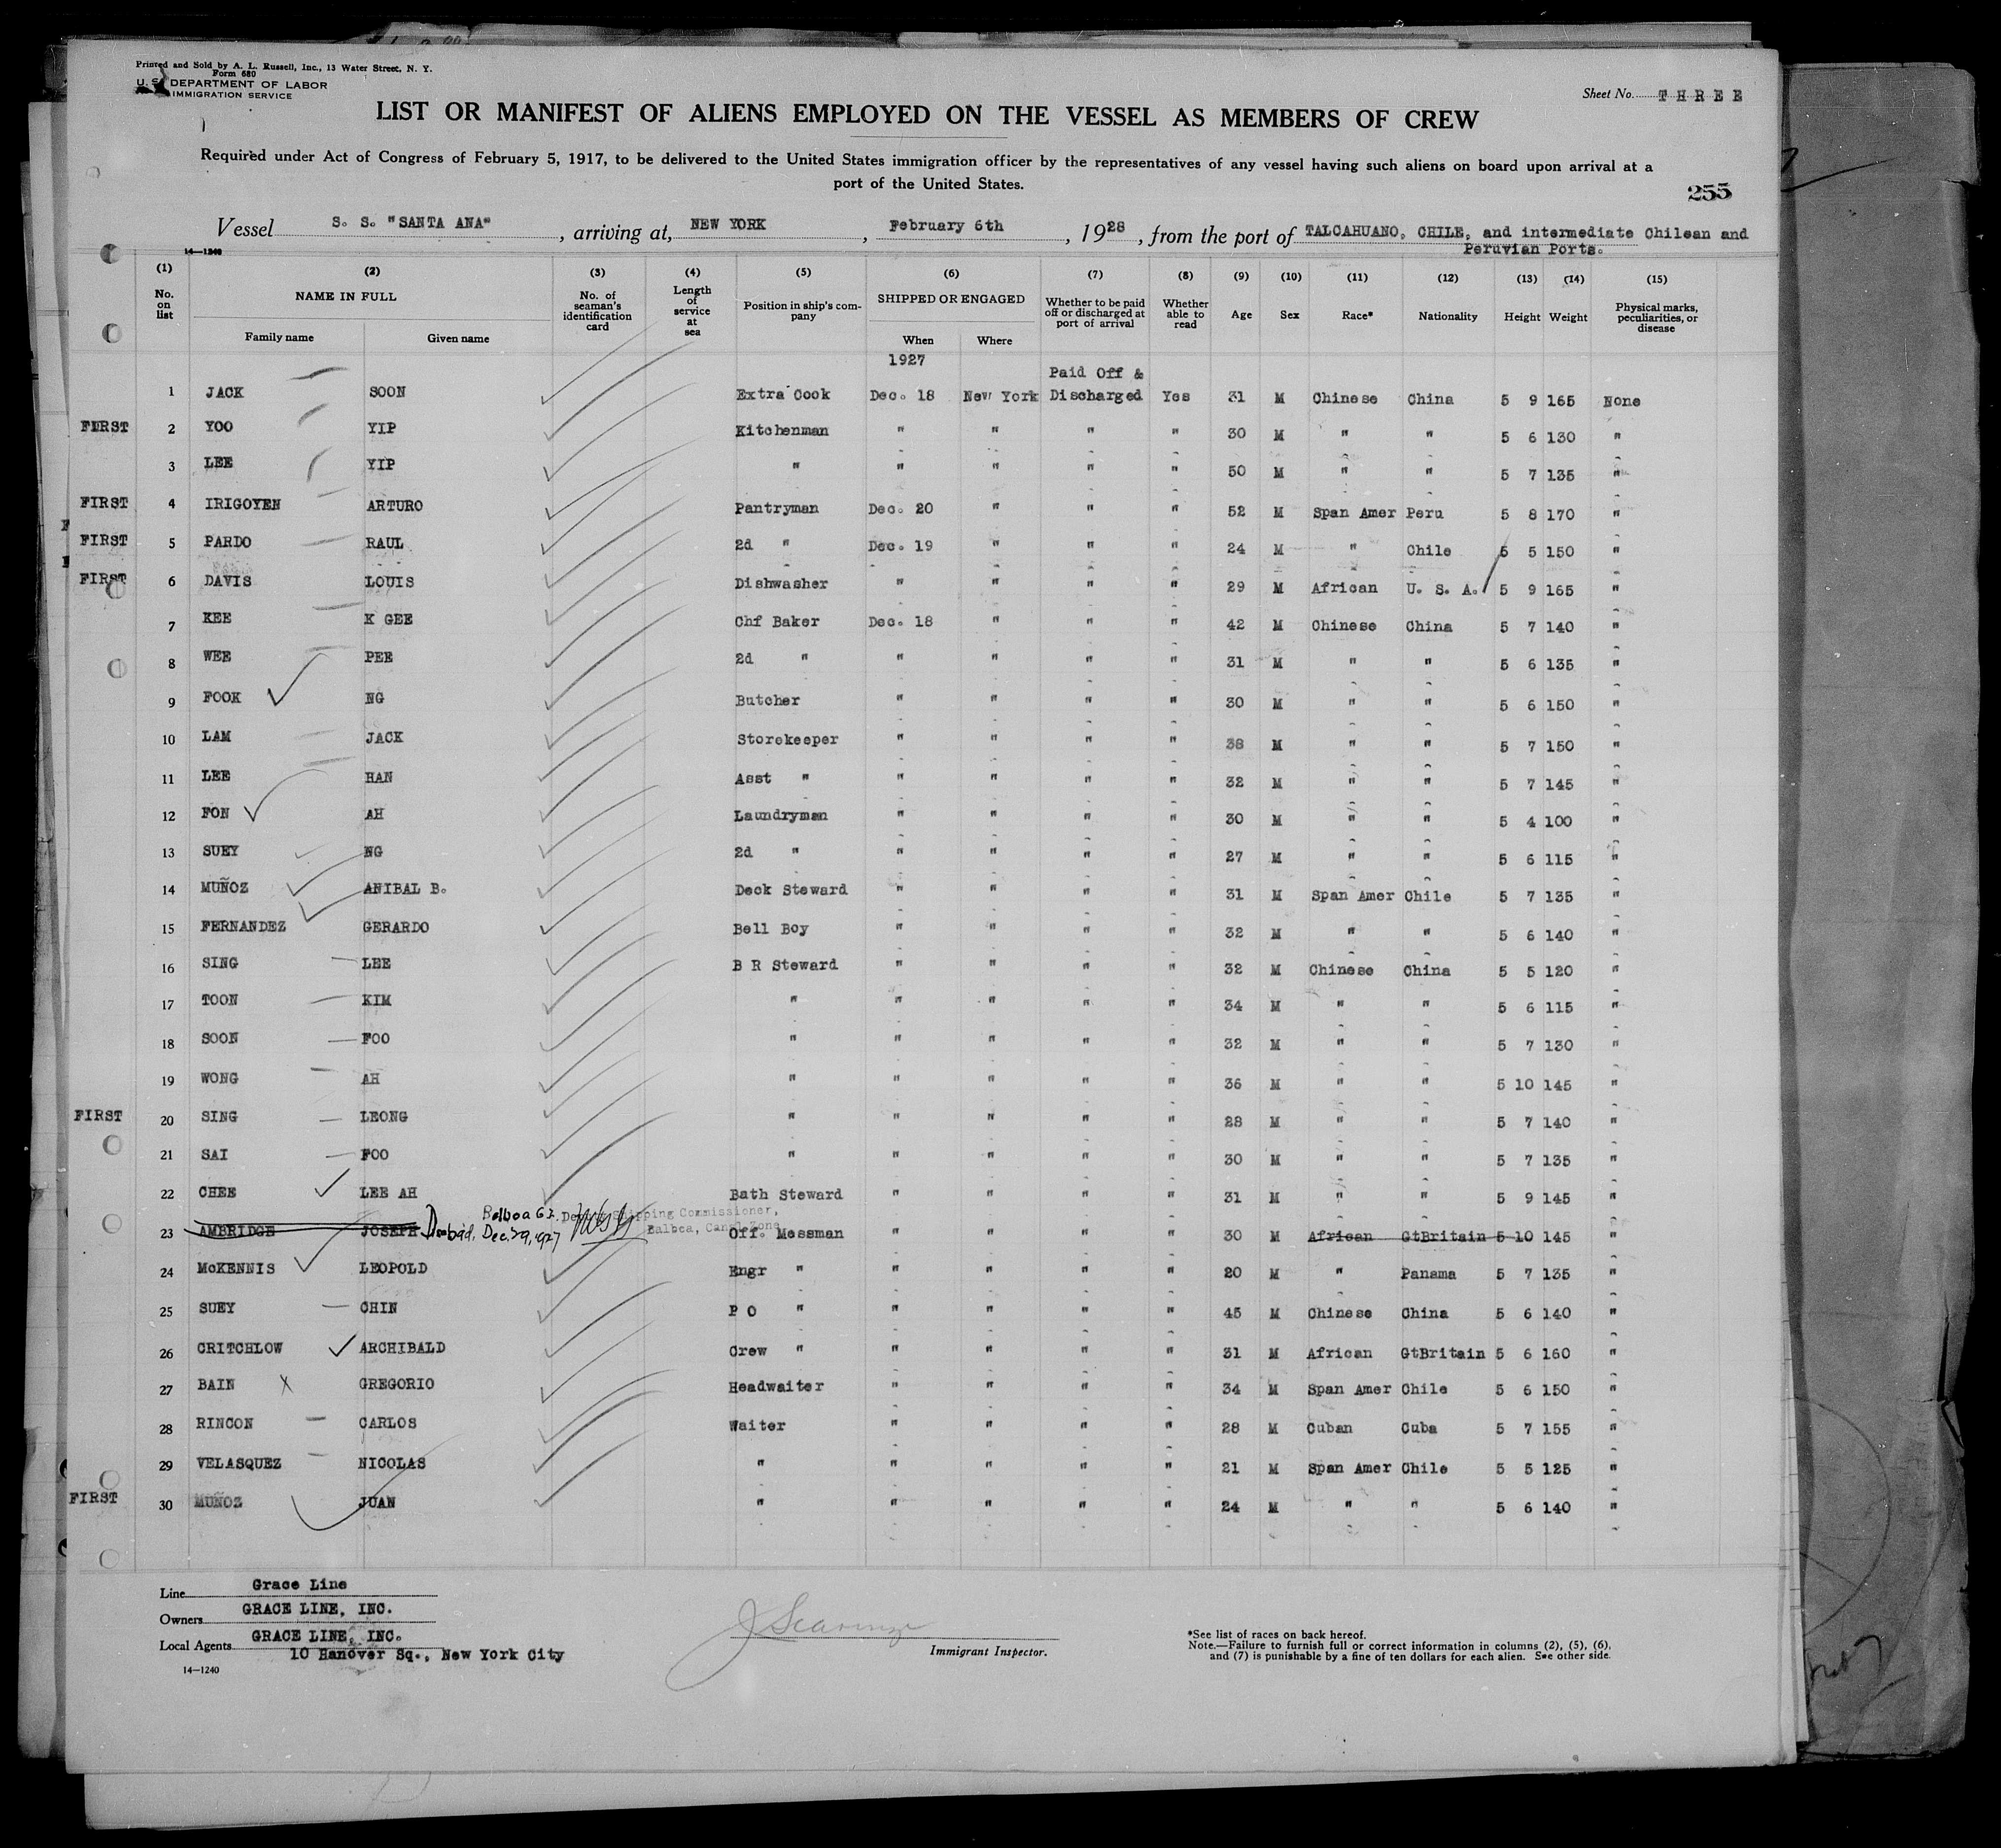 Printed and Sold by A. L. Russell, Inc., 13 Water Street, N. Y.
Form 680
U. S. DEPARTMENT OF LABOR
IMMIGRATION SERVICE
Sheet No. THREE
LIST OR MANIFEST OF ALIENS EMPLOYED ON THE VESSEL AS MEMBERS OF CREW
Required under Act of Congress of February 5, 1917, to be delivered to the United States immigration officer by the representatives of any vessel having such aliens on board upon arrival at a
port of the United States.
255
Vessel S. S. "SANTA ANA", arriving at, NEW YORK, February 6th, 1928, from the port of TALCAHUANO, CHILE, and intermediate Chilean and
Peruvian Ports.
14—1240
(1) (2) (3) (4) (5) (6) (7) (8) (9) (10) (11) (12) (13) (14) (15)
No. on list NAME IN FULL Family name Given name No. of seaman's identification card Length of service at sea Position in ship's company SHIPPED OR ENGAGED When Where Whether to be paid off or discharged at port of arrival Whether able to read Age Sex Race* Nationality Height Weight Physical marks, peculiarities, or disease
1927
Paid Off &
1 JACK SOON Extra Cook Dec. 18 New York Discharged Yes 31 M Chinese China 5 9 165 None
FIRST 2 YOO YIP Kitchenman " " " " 30 M " " 5 6 130 "
3 LEE YIP " " " " " 50 M " " 5 7 135 "
FIRST 4 IRIGOYEN ARTURO Pantryman Dec. 20 " " " 52 M Span Amer Peru 5 8 170 "
FIRST 5 PARDO RAUL 2d " Dec. 19 " " " 24 M " Chile 5 5 150 "
FIRST 6 DAVIS LOUIS Dishwasher " " " " 29 M African U. S. A. 5 9 165 "
7 KEE K GEE Chf Baker Dec. 18 " " " 42 M Chinese China 5 7 140 "
8 WEE PEE 2d " " " " " 31 M " " 5 6 135 "
9 FOOK NG Butcher " " " " 30 M " " 5 6 150 "
10 LAM JACK Storekeeper " " " " 38 M " " 5 7 150 "
11 LEE HAN Asst " " " " " 32 M " " 5 7 145 "
12 FON AH Laundryman " " " " 30 M " " 5 4 100 "
13 SUEY NG 2d " " " " " 27 M " " 5 6 115 "
14 MUÑOZ ANIBAL B. Deck Steward " " " " 31 M Span Amer Chile 5 7 135 "
15 FERNANDEZ GERARDO Bell Boy " " " " 32 M " " 5 6 140 "
16 SING LEE B R Steward " " " " 32 M Chinese China 5 5 120 "
17 TOON KIM " " " " " 34 M " " 5 6 115 "
18 SOON FOO " " " " " 32 M " " 5 7 130 "
19 WONG AH " " " " " 36 M " " 5 10 145 "
FIRST 20 SING LEONG " " " " " 28 M " " 5 7 140 "
21 SAI FOO " " " " " 30 M " " 5 7 135 "
22 CHEE LEE AH Bath Steward " " " " 31 M " " 5 9 145 "
Balboa CZ. Deputy Shipping Commissioner,
Balboa, Canal Zone
23 AMBRIDGE JOSEPH Disch'd. Dec. 29, 1927 Off. Messman " " " " 30 M African GtBritain 5 10 145 "
24 McKENNIS LEOPOLD Engr " " " " " 20 M " Panama 5 7 135 "
25 SUEY CHIN P O " " " " " 45 M Chinese China 5 6 140 "
26 CRITCHLOW ARCHIBALD Crew " " " " " 31 M African GtBritain 5 6 160 "
27 BAIN GREGORIO Headwaiter " " " " 34 M Span Amer Chile 5 6 150 "
28 RINCON CARLOS Waiter " " " " 28 M Cuban Cuba 5 7 155 "
29 VELASQUEZ NICOLAS " " " " " 21 M Span Amer Chile 5 5 125 "
FIRST 30 MUÑOZ JUAN " " " " " 24 M " " 5 6 140 "
Line Grace Line
Owners GRACE LINE, INC.
Local Agents GRACE LINE, INC.
10 Hanover Sq., New York City
14—1240
Immigrant Inspector.
*See list of races on back hereof.
Note.—Failure to furnish full or correct information in columns (2), (5), (6),
and (7) is punishable by a fine of ten dollars for each alien. See other side.